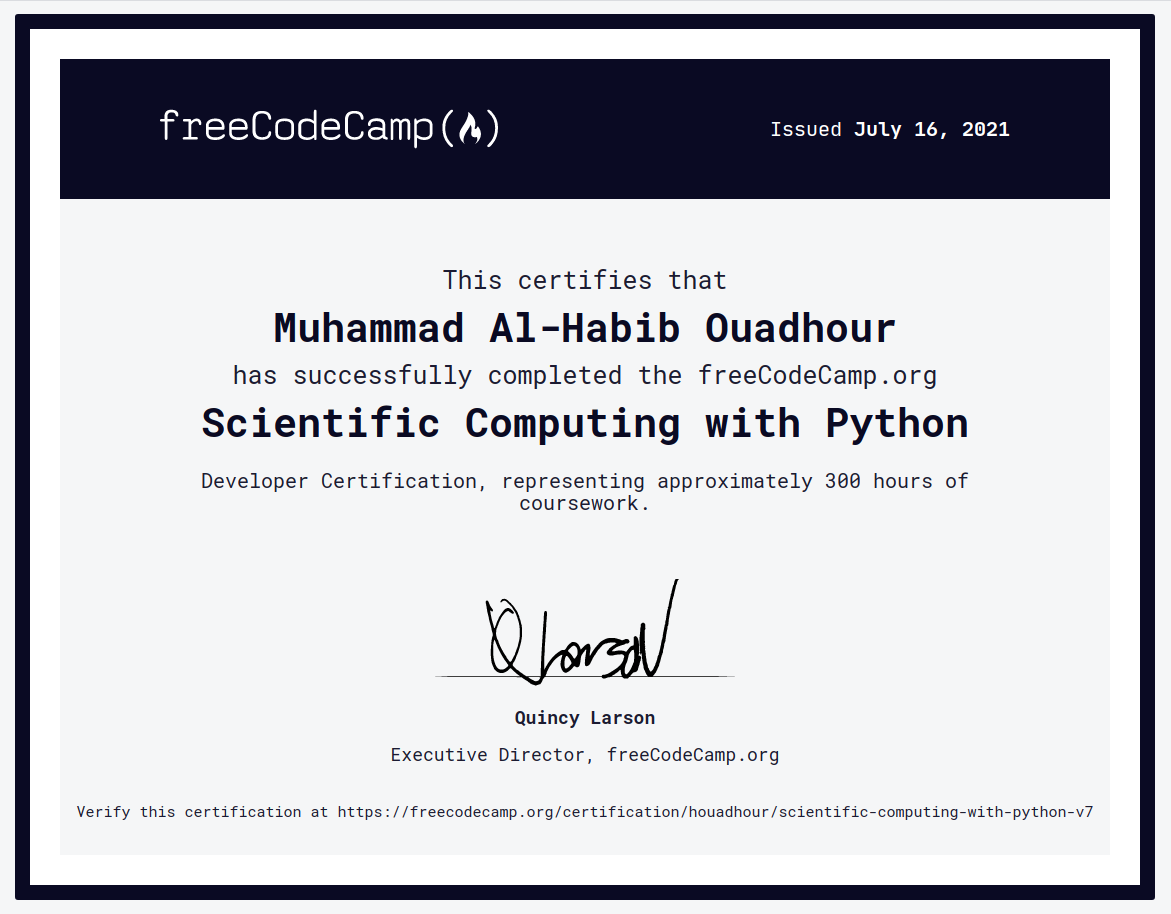 freeCodeCamp
Issued July 16, 2021
This certifies that
Muhammad Al-Habib Ouadhour
has successfully completed the freeCodeCamp.org
Scientific Computing with Python
Developer Certification, representing approximately 300 hours of
coursework.
Q Larson
Quincy Larson
Executive Director, freeCodeCamp.org
Verify this certification at https://freecodecamp.org/certification/houadhour/scientific-computing-with-python-v7